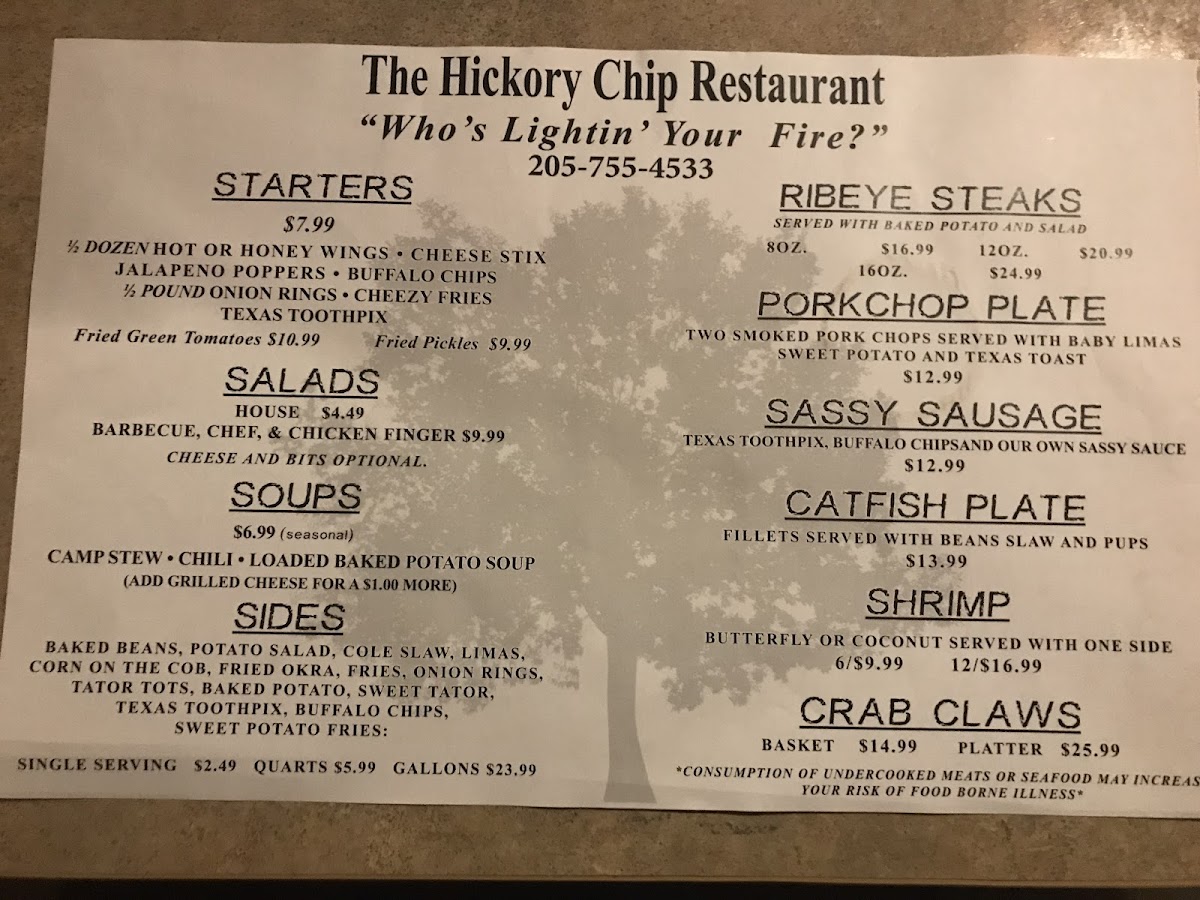 The Hickory Chip Restaurant
“Who’s Lightin’ Your Fire?”
205-755-4533
STARTERS
$7.99
½ DOZEN HOT OR HONEY WINGS • CHEESE STIX
JALAPENO POPPERS • BUFFALO CHIPS
½ POUND ONION RINGS • CHEEZY FRIES
TEXAS TOOTHPIX
Fried Green Tomatoes $10.99 Fried Pickles $9.99
SALADS
HOUSE $4.49
BARBECUE, CHEF, & CHICKEN FINGER $9.99
CHEESE AND BITS OPTIONAL.
SOUPS
$6.99 (seasonal)
CAMP STEW • CHILI • LOADED BAKED POTATO SOUP
(ADD GRILLED CHEESE FOR A $1.00 MORE)
SIDES
BAKED BEANS, POTATO SALAD, COLE SLAW, LIMAS,
CORN ON THE COB, FRIED OKRA, FRIES, ONION RINGS,
TATOR TOTS, BAKED POTATO, SWEET TATOR,
TEXAS TOOTHPIX, BUFFALO CHIPS,
SWEET POTATO FRIES:
SINGLE SERVING $2.49 QUARTS $5.99 GALLONS $23.99
RIBEYE STEAKS
SERVED WITH BAKED POTATO AND SALAD
8OZ. $16.99 12OZ. $20.99
16OZ. $24.99
PORKCHOP PLATE
TWO SMOKED PORK CHOPS SERVED WITH BABY LIMAS
SWEET POTATO AND TEXAS TOAST
$12.99
SASSY SAUSAGE
TEXAS TOOTHPIX, BUFFALO CHIPSAND OUR OWN SASSY SAUCE
$12.99
CATFISH PLATE
FILLETS SERVED WITH BEANS SLAW AND PUPS
$13.99
SHRIMP
BUTTERFLY OR COCONUT SERVED WITH ONE SIDE
6/$9.99 12/$16.99
CRAB CLAWS
BASKET $14.99 PLATTER $25.99
*CONSUMPTION OF UNDERCOOKED MEATS OR SEAFOOD MAY INCREAS
YOUR RISK OF FOOD BORNE ILLNESS*